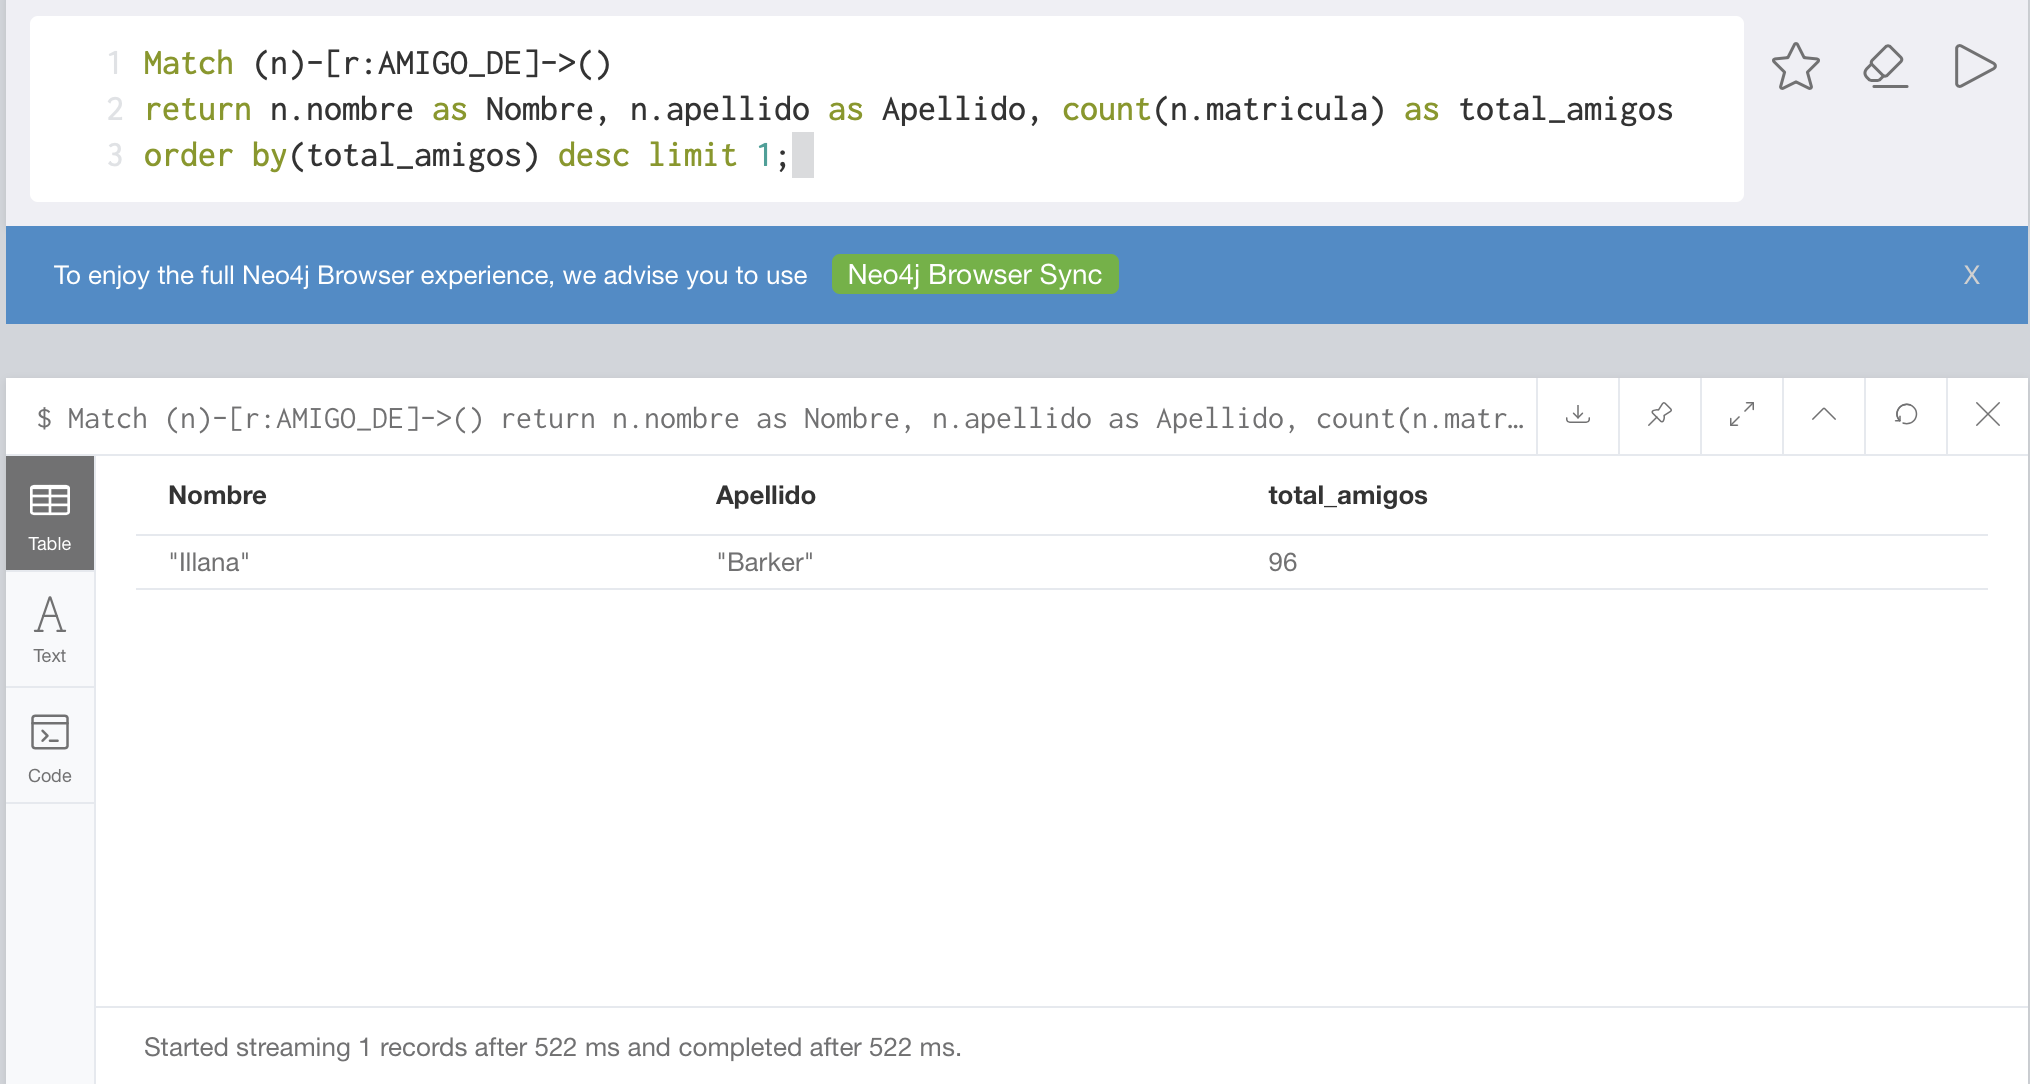 1 Match (n)-[r:AMIGO_DE]->()
2 return n.nombre as Nombre, n.apellido as Apellido, count(n.matricula) as total_amigos
3 order by(total_amigos) desc limit 1;
To enjoy the full Neo4j Browser experience, we advise you to use Neo4j Browser Sync X
$ Match (n)-[r:AMIGO_DE]->() return n.nombre as Nombre, n.apellido as Apellido, count(n.matr…
Nombre Apellido total_amigos
"Illana" "Barker" 96
Table
Text
Code
Started streaming 1 records after 522 ms and completed after 522 ms.